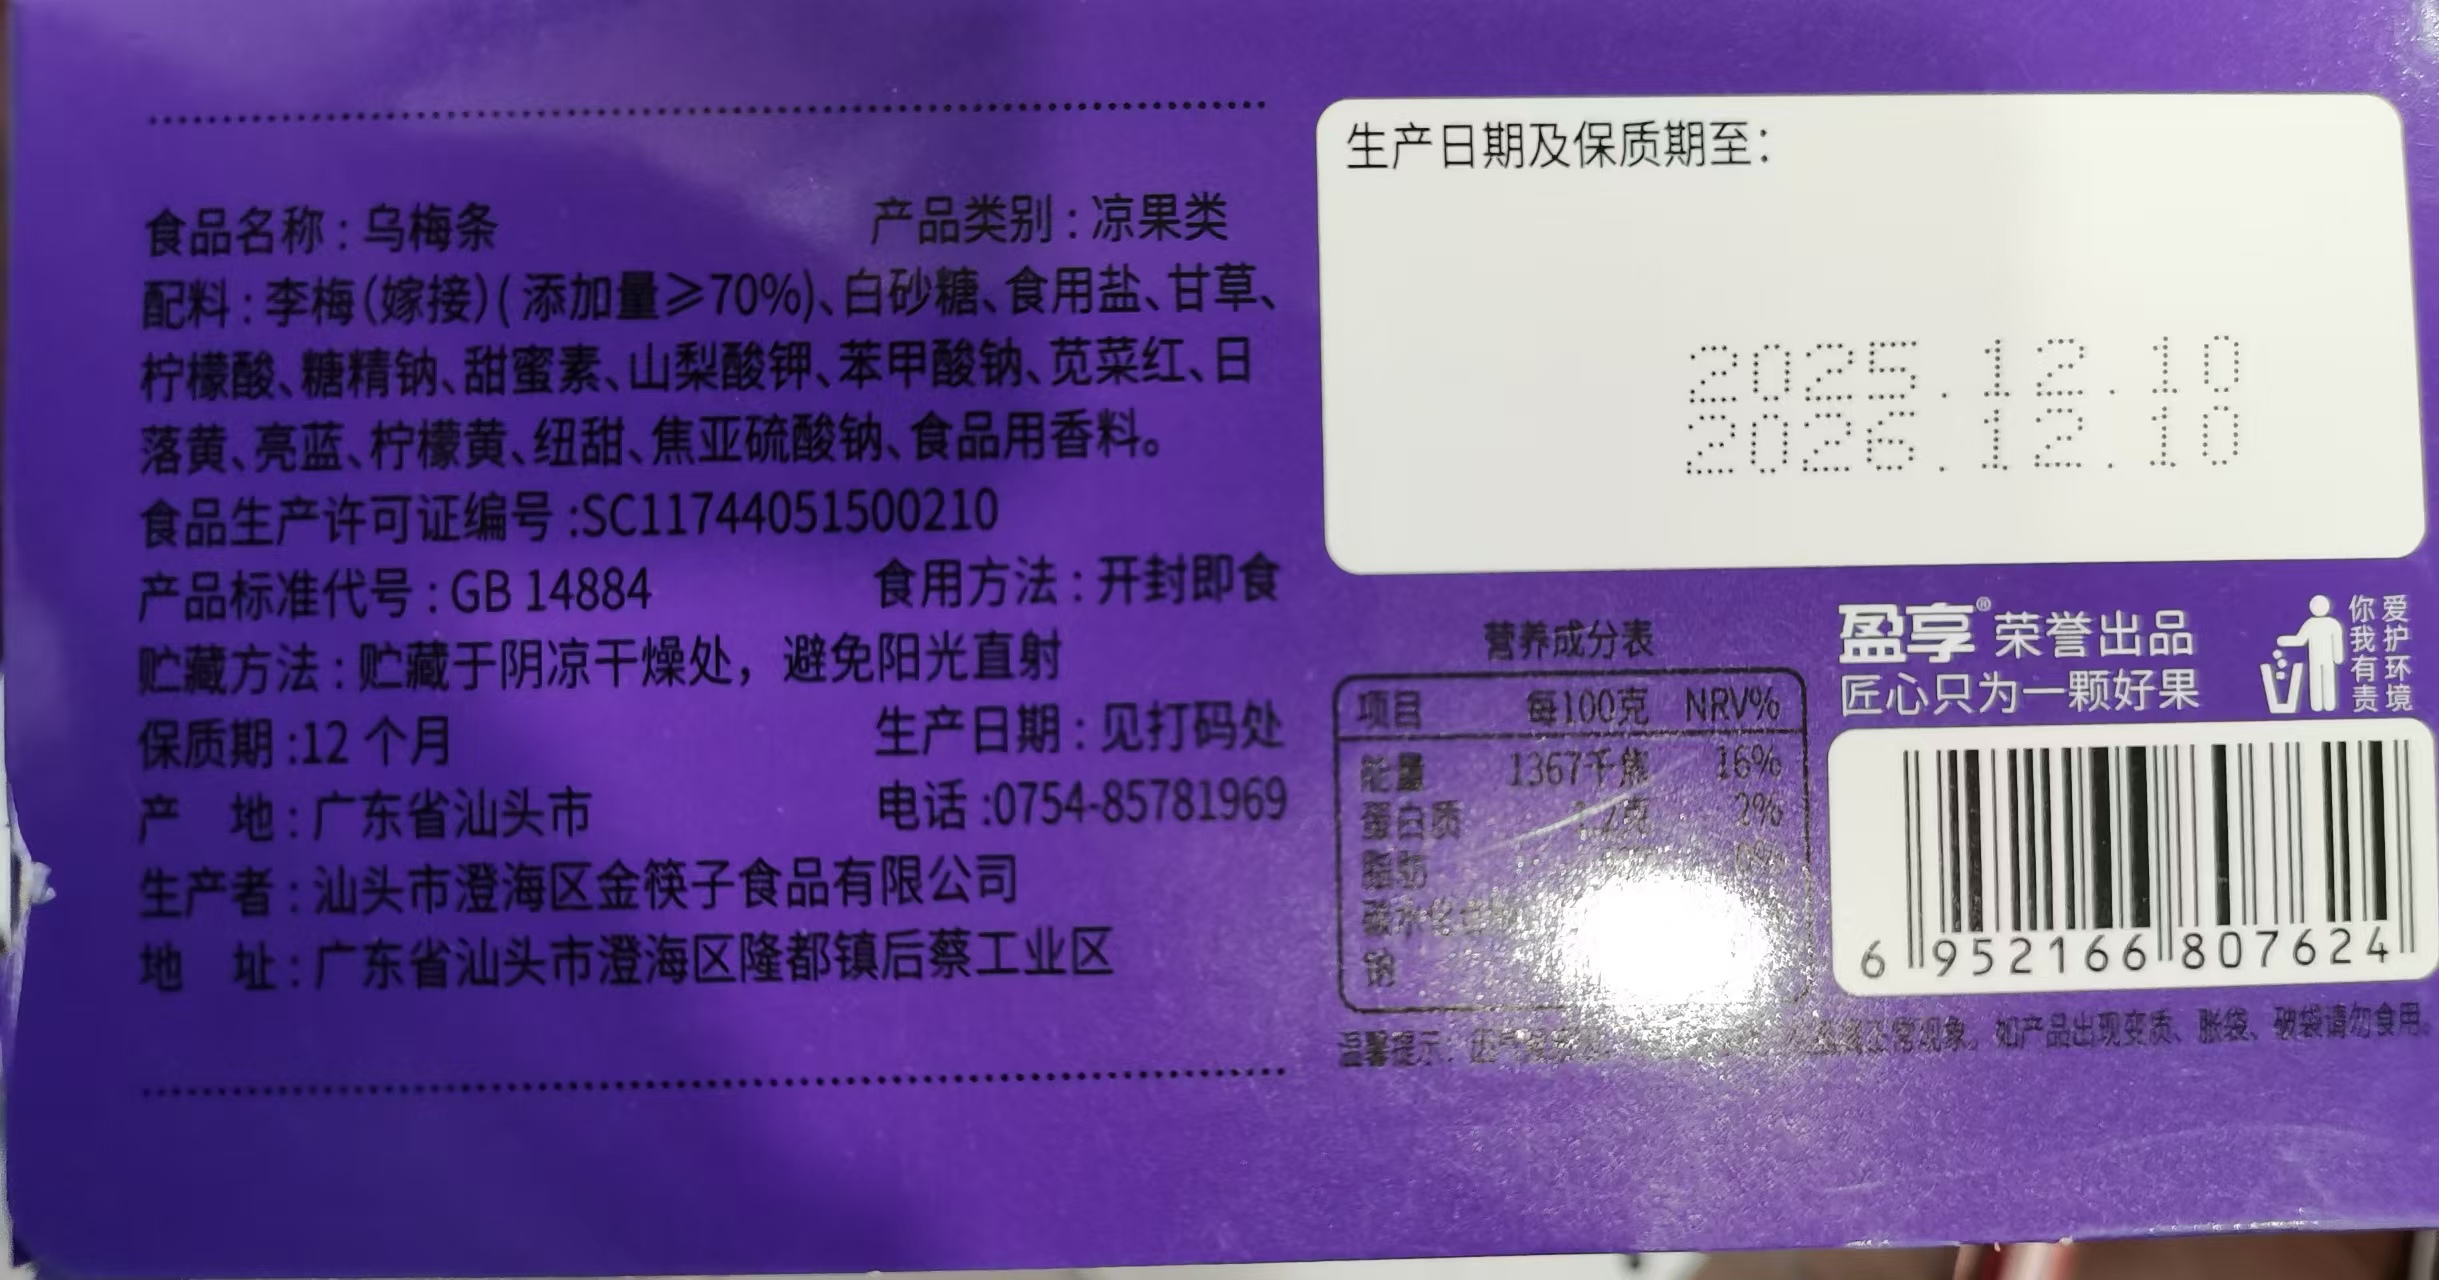 食品名称：乌梅条 产品类别：凉果类
配料：李梅（嫁接）(添加量≥70%)、白砂糖、食用盐、甘草、
柠檬酸、糖精钠、甜蜜素、山梨酸钾、苯甲酸钠、苋菜红、日
落黄、亮蓝、柠檬黄、纽甜、焦亚硫酸钠、食品用香料。
食品生产许可证编号:SC11744051500210
产品标准代号：GB 14884 食用方法：开封即食
贮藏方法：贮藏于阴凉干燥处，避免阳光直射
保质期:12 个月 生产日期：见打码处
产 地：广东省汕头市 电话:0754-85781969
生产者：汕头市澄海区金筷子食品有限公司
地 址：广东省汕头市澄海区隆都镇后蔡工业区
生产日期及保质期至：
2025.12.10
2026.12.10
营养成分表
项目 每100克 NRV%
能量 1367千焦 16%
蛋白质 1.2克 2%
脂肪 0%
碳水化合物
钠
盈享® 荣誉出品
匠心只为一颗好果
你我有责
爱护环境
6 952166 807624
温馨提示： 正常现象。如产品出现变质、胀袋、破袋请勿食用。